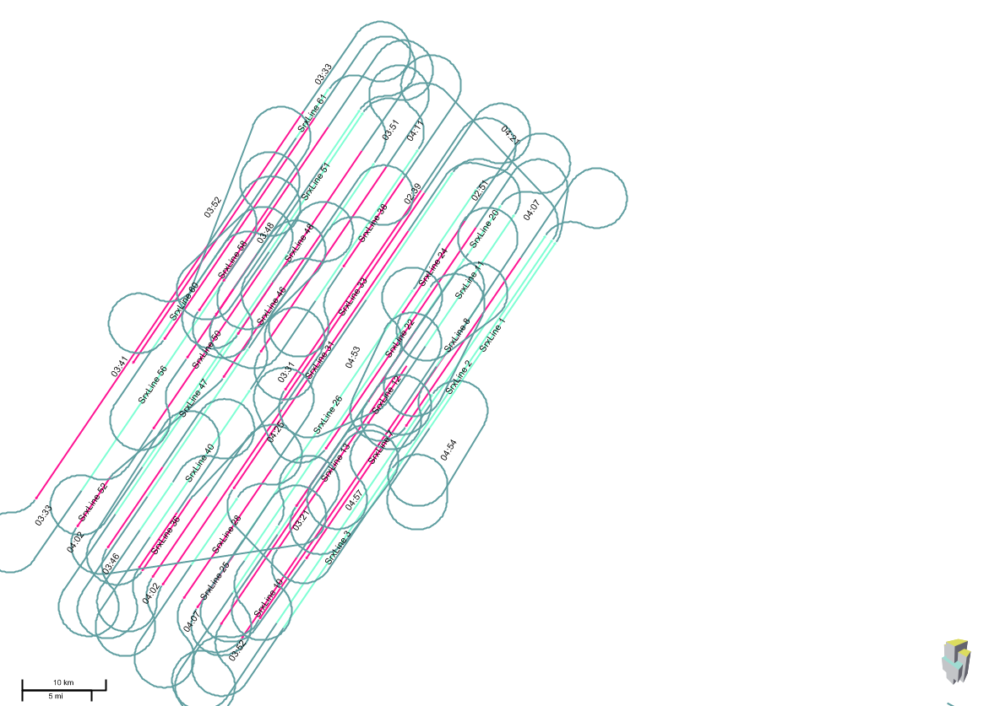 03:33
SrxLine 61
03:51
04:11
04:21
SrxLine 51
03:52
02:39
02:51
04:07
SrxLine 38
SrxLine 20
03:48
SrxLine 48
SrxLine 58
SrxLine 24
SrxLine 11
SrxLine 33
SrxLine 60
SrxLine 46
SrxLine 8
SrxLine 1
SrxLine 22
SrxLine 50
SrxLine 31
04:53
03:41
03:31
SrxLine 2
SrxLine 56
SrxLine 47
SrxLine 12
SrxLine 26
04:26
SrxLine 7
04:54
SrxLine 40
SrxLine 13
SrxLine 52
04:57
03:33
03:21
SrxLine 28
04:02
SrxLine 3
03:46
SrxLine 25
04:02
SrxLine 10
04:07
03:52
10 km
5 mi